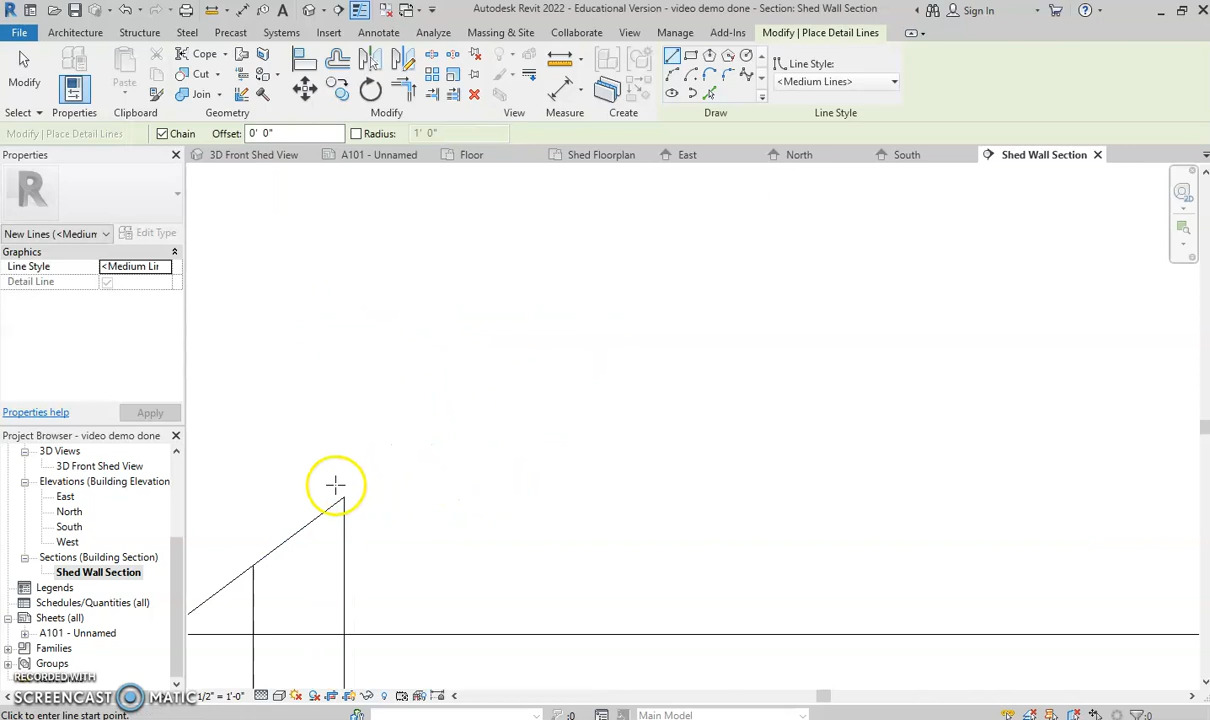 Autodesk Revit 2022 - Educational Version - video demo done - Section: Shed Wall Section
Sign In
File Architecture Structure Steel Precast Systems Insert Annotate Analyze Massing & Site Collaborate View Manage Add-Ins Modify | Place Detail Lines
Modify
Paste
Cope
Cut
Join
Line Style:
<Medium Lines>
Select Properties Clipboard Geometry Modify View Measure Create Draw Line Style
Modify | Place Detail Lines Chain Offset: 0' 0" Radius: 1' 0"
Properties
3D Front Shed View A101 - Unnamed Floor Shed Floorplan East North South Shed Wall Section
New Lines (<Medium Edit Type
Graphics
Line Style <Medium Lir
Detail Line
Properties help Apply
Project Browser - video demo done
3D Views
3D Front Shed View
Elevations (Building Elevation
East
North
South
West
Sections (Building Section)
Shed Wall Section
Legends
Schedules/Quantities (all)
Sheets (all)
A101 - Unnamed
Families
Groups
RECORDED WITH
SCREENCAST MATIC
1/2" = 1'-0"
Click to enter line start point.
:0
Main Model
:0